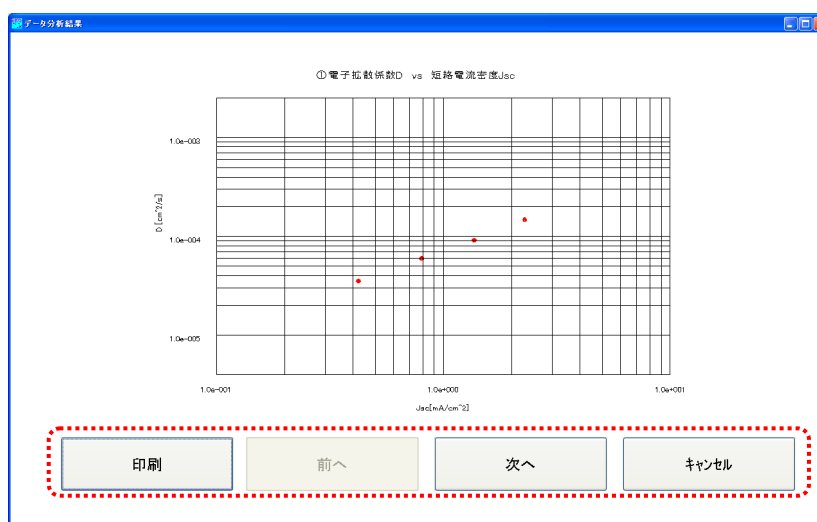 データ分析結果
①電子拡散係数D vs 短絡電流密度Jsc
1.0e-003
D [cm^2/s]
1.0e-004
1.0e-005
1.0e-001 1.0e+000 1.0e+001
Jsc[mA/cm^2]
印刷 前へ 次へ キャンセル